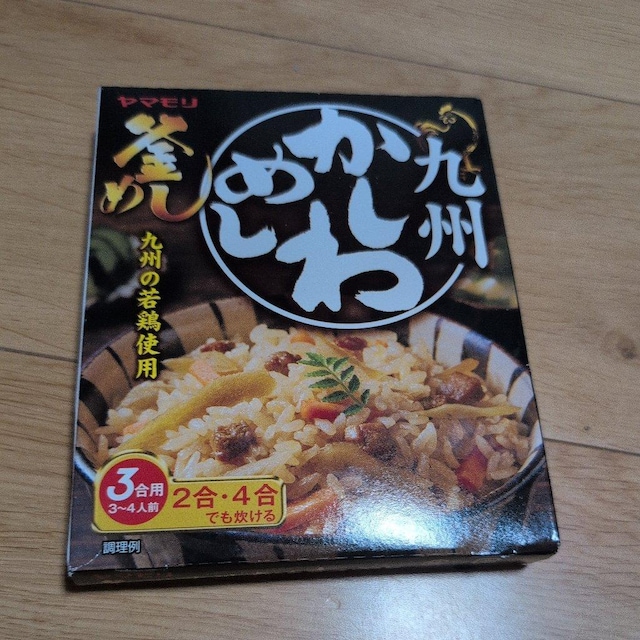 ヤマモリ
釜めし
九州
かしわめし
九州の若鶏使用
3合用
3〜4人前
2合・4合
でも炊ける
調理例